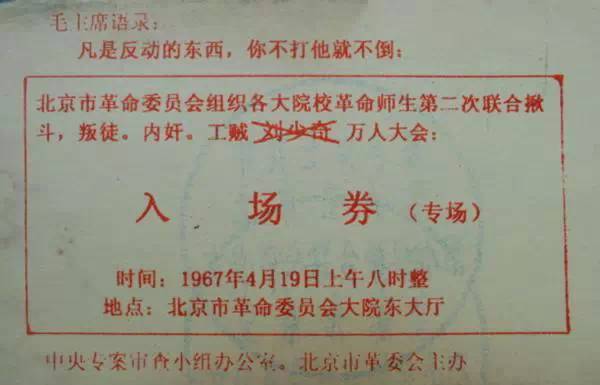 毛主席语录:
凡是反动的东西，你不打他就不倒;
北京市革命委员会组织各大院校革命师生第二次联合揪
斗，叛徒。内奸。工贼 刘少奇 万人大会:
入 场 券 (专场)
时间: 1967年4月19日上午八时整
地点: 北京市革命委员会大院东大厅
中央专案审查小组办公室。北京市革委会主办